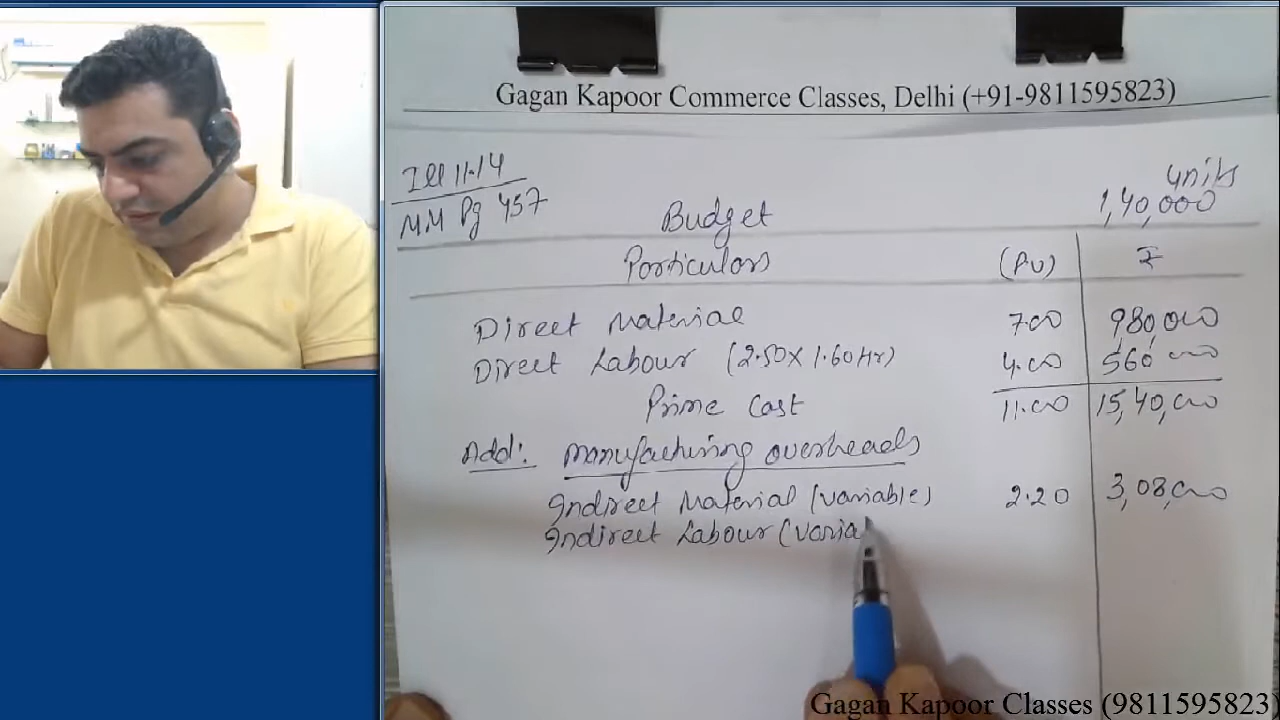 Gagan Kapoor Commerce Classes, Delhi (+91-9811595823)
Ill 11.14
MM Pg 457
Budget
units
1,40,000
Particulars (PU) ₹
Direct Material 7.00 980,000
Direct Labour (2.50 X 1.60 Hr) 4.00 560,000
Prime Cost 11.00 15,40,000
Add: Manufacturing overheads
Indirect Material (variable) 2.20 3,08,000
Indirect Labour (varia
Gagan Kapoor Classes (9811595823)